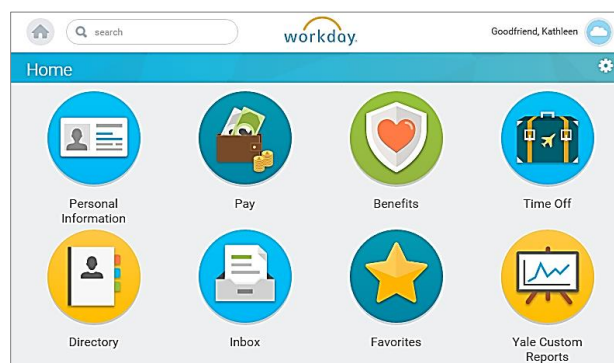 search
workday.
Goodfriend, Kathleen
Home
Personal
Information
Pay
Benefits
Time Off
Directory
Inbox
Favorites
Yale Custom
Reports